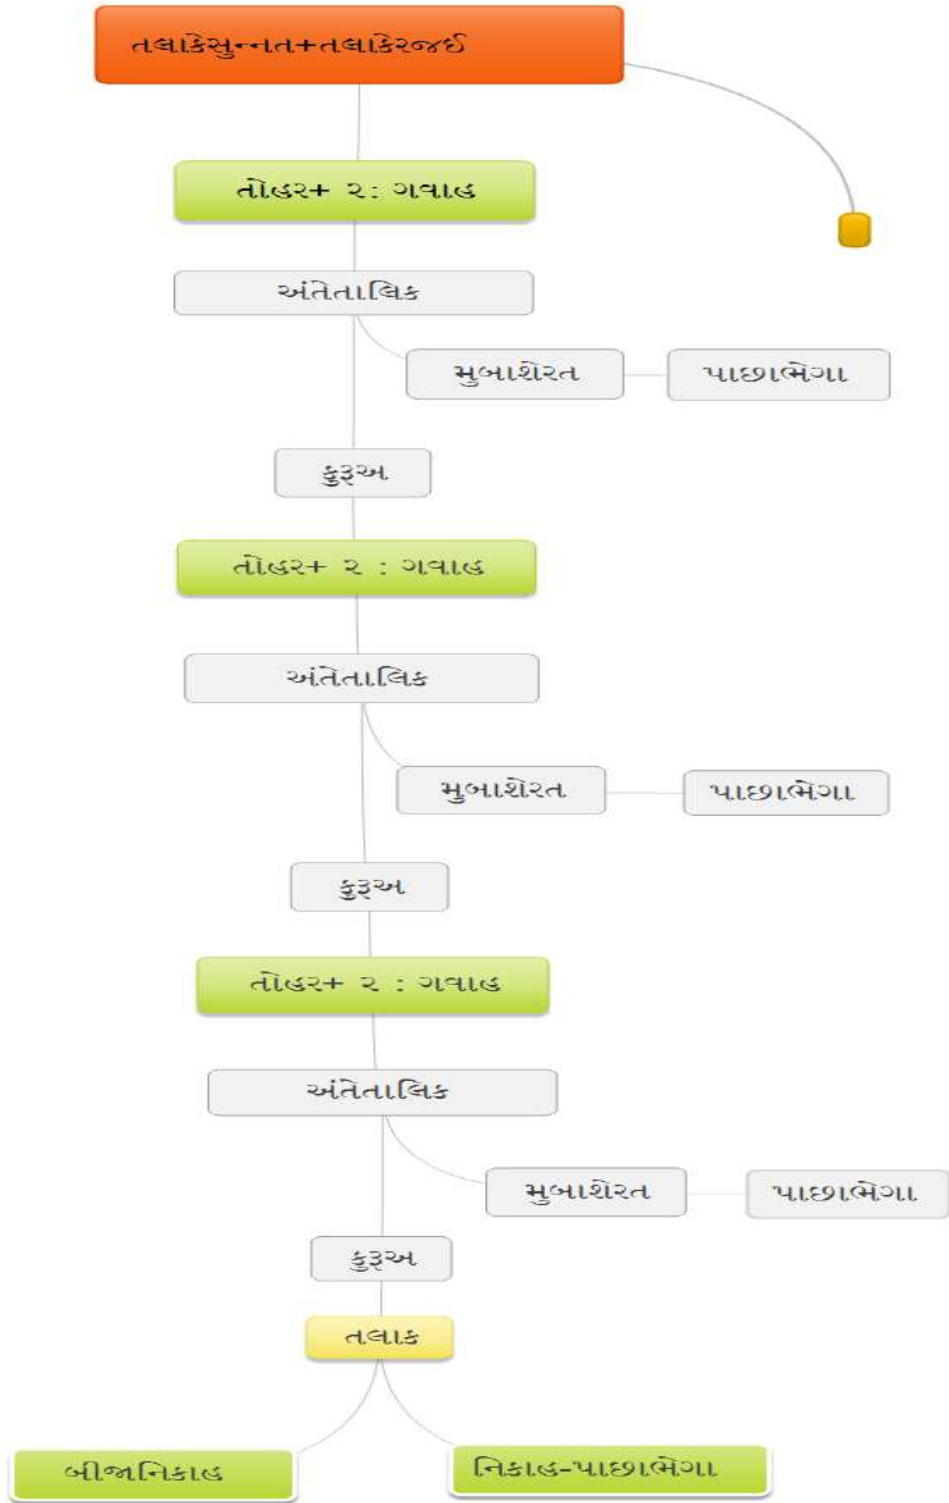 તલાકેસુન્નત+તલાકેરજઈ
તોહર+ ૨: ગવાહ
અંતેતાલિક
મુબાશેરત
પાછાભેગા
કુરૂઅ
તોહર+ ૨ : ગવાહ
અંતેતાલિક
મુબાશેરત
પાછાભેગા
કુરૂઅ
તોહર+ ૨ : ગવાહ
અંતેતાલિક
મુબાશેરત
પાછાભેગા
કુરૂઅ
તલાક
બીજાનિકાહ
નિકાહ-પાછાભેગા